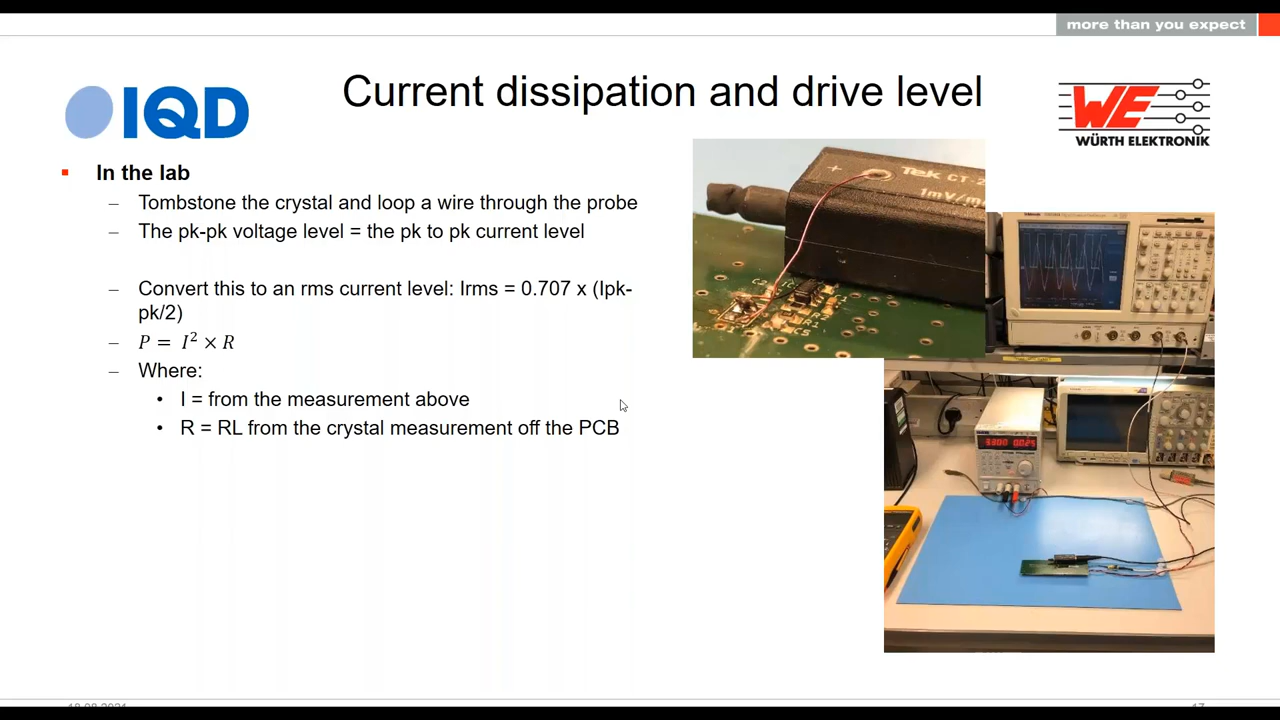 more than you expect
IQD
Current dissipation and drive level
WE
WÜRTH ELEKTRONIK
In the lab
– Tombstone the crystal and loop a wire through the probe
– The pk-pk voltage level = the pk to pk current level
– Convert this to an rms current level: Irms = 0.707 x (Ipk-
pk/2)
– P = I² × R
– Where:
• I = from the measurement above
• R = RL from the crystal measurement off the PCB
+ Tek CT-2
1mV/m